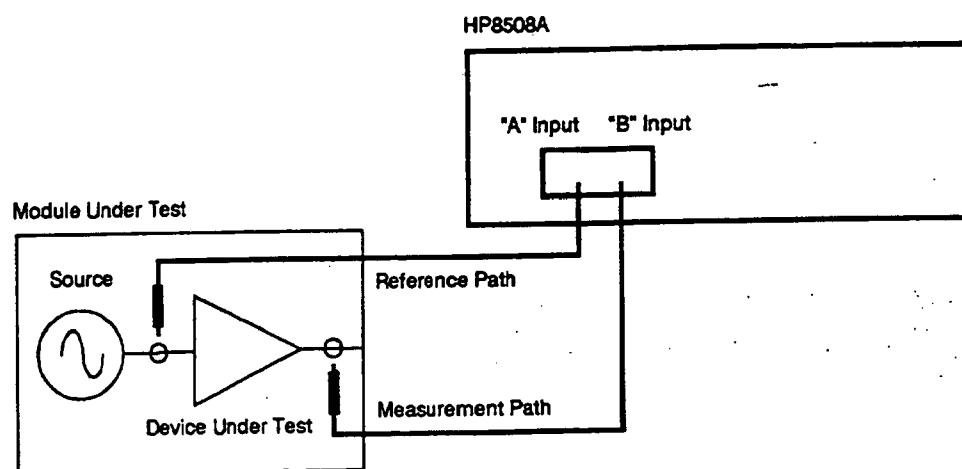 HP8508A
"A" Input "B" Input
Module Under Test
Source
Reference Path
Device Under Test
Measurement Path